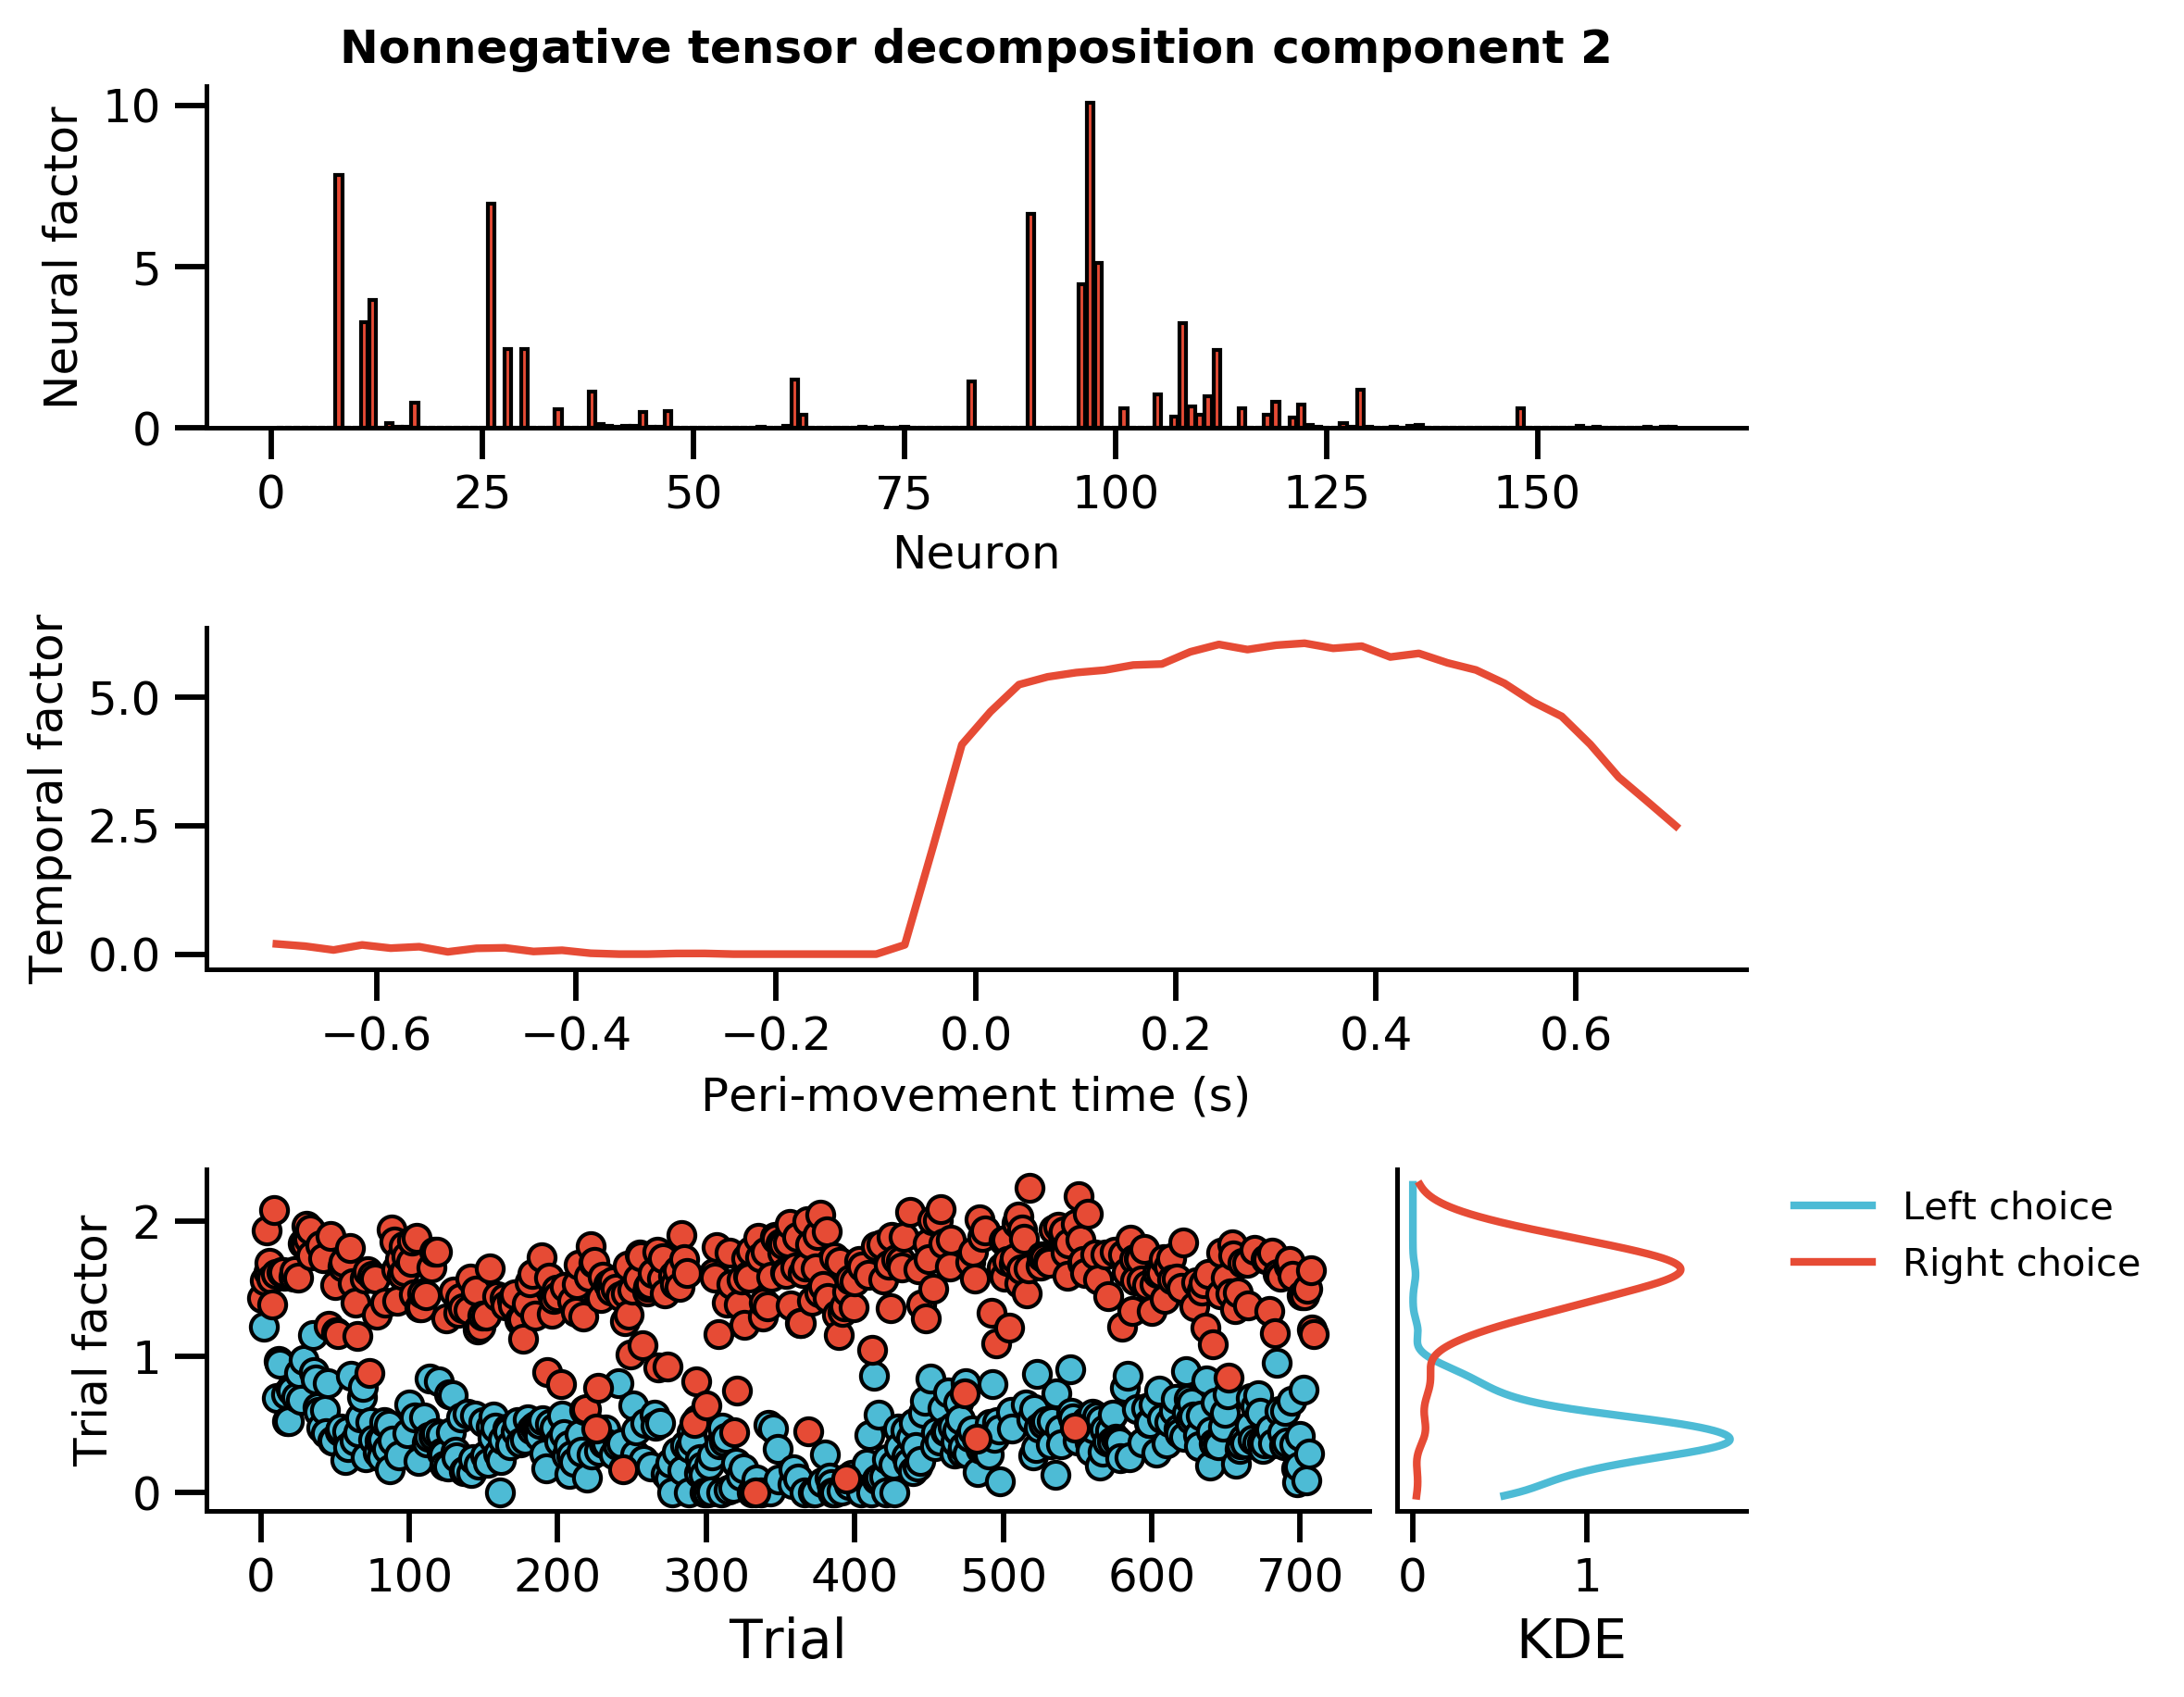 Nonnegative tensor decomposition component 2
Neural factor
10
5
0
0 25 50 75 100 125 150
Neuron
Temporal factor
5.0
2.5
0.0
−0.6 −0.4 −0.2 0.0 0.2 0.4 0.6
Peri-movement time (s)
Trial factor
2
1
0
0 100 200 300 400 500 600 700
Trial
0 1
KDE
Left choice
Right choice